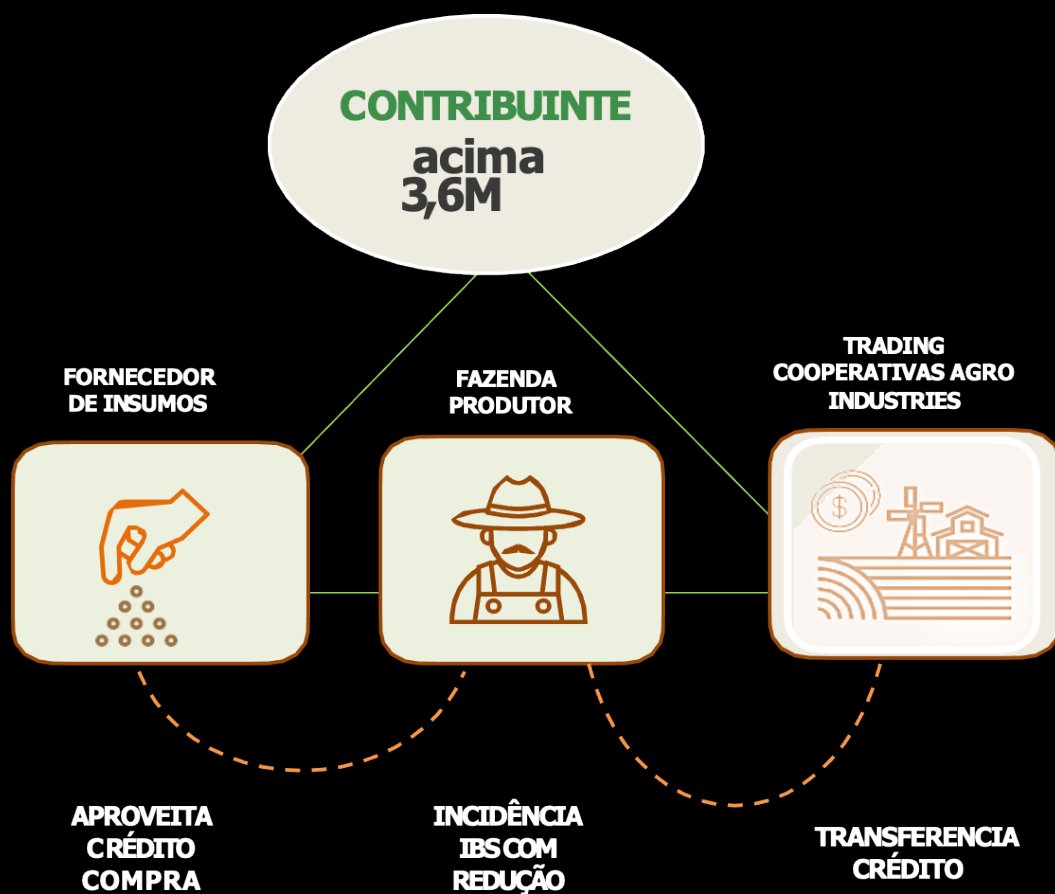 CONTRIBUINTE
acima
3,6M
FORNECEDOR
DE INSUMOS
FAZENDA
PRODUTOR
TRADING
COOPERATIVAS AGRO
INDUSTRIES
$
APROVEITA
CRÉDITO
COMPRA
INCIDÊNCIA
IBS COM
REDUÇÃO
TRANSFERENCIA
CRÉDITO